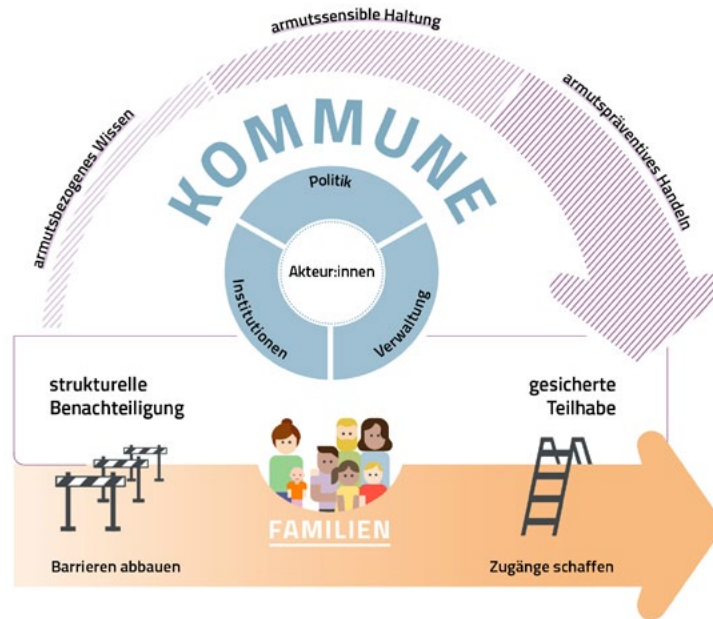 armutssensible Haltung
armutsbezogenes Wissen
armutspräventives Handeln
KOMMUNE
Politik
Akteur:innen
Institutionen
Verwaltung
strukturelle
Benachteiligung
gesicherte
Teilhabe
FAMILIEN
Barrieren abbauen
Zugänge schaffen